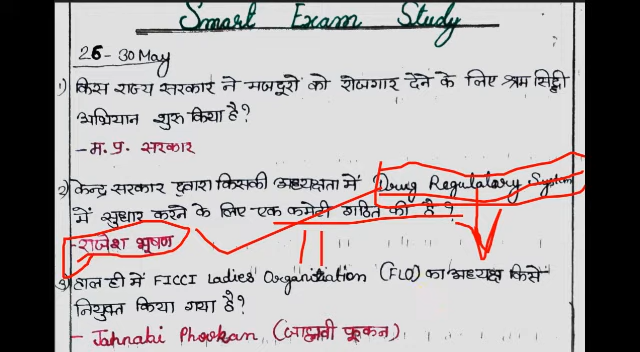 Smart Exam Study
26 - 30 May
1) किस राज्य सरकार ने मजदूरों को रोजगार देने के लिए श्रम सिद्धी
अभियान शुरू किया है?
- म. प्र. सरकार
2) केन्द्र सरकार द्वारा किसकी अध्यक्षता में Drug Regulatory System
में सुधार करने के लिए एक कमेटी गठित की है?
- राजेश भूषण
3) हाल ही में FICCI Ladies Organisation (FLO) का अध्यक्ष किसे
नियुक्त किया गया है?
- Jahnabi Phookan (जाह्नवी फूकन)